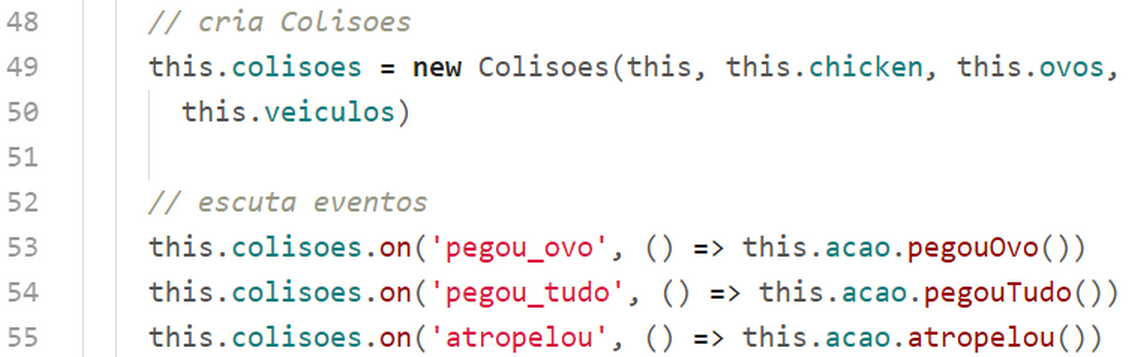 48 // cria Colisoes
49 this.colisoes = new Colisoes(this, this.chicken, this.ovos,
50 this.veiculos)
51
52 // escuta eventos
53 this.colisoes.on('pegou_ovo', () => this.acao.pegouOvo())
54 this.colisoes.on('pegou_tudo', () => this.acao.pegouTudo())
55 this.colisoes.on('atropelou', () => this.acao.atropelou())